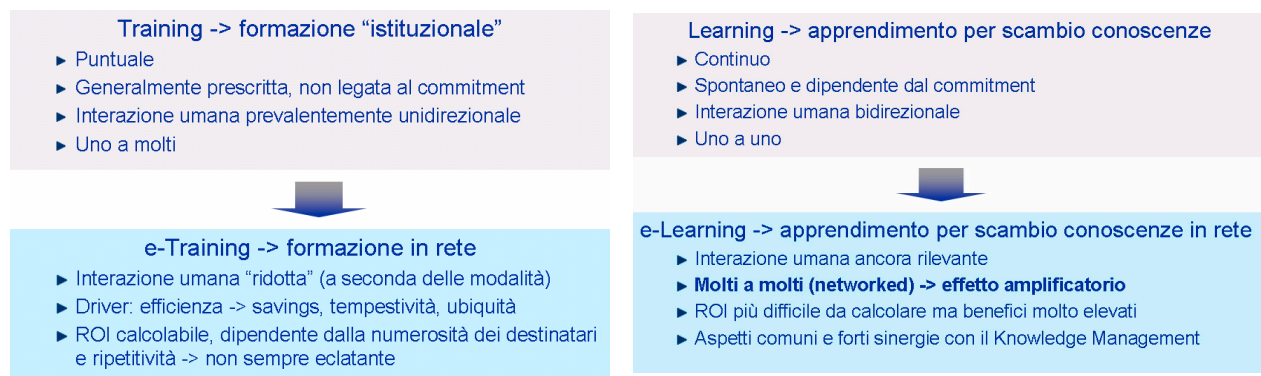 Training -> formazione “istituzionale”
Puntuale
Generalmente prescritta, non legata al commitment
Interazione umana prevalentemente unidirezionale
Uno a molti
e-Training -> formazione in rete
Interazione umana “ridotta” (a seconda delle modalità)
Driver: efficienza -> savings, tempestività, ubiquità
ROI calcolabile, dipendente dalla numerosità dei destinatari
e ripetitività -> non sempre eclatante
Learning -> apprendimento per scambio conoscenze
Continuo
Spontaneo e dipendente dal commitment
Interazione umana bidirezionale
Uno a uno
e-Learning -> apprendimento per scambio conoscenze in rete
Interazione umana ancora rilevante
Molti a molti (networked) -> effetto amplificatorio
ROI più difficile da calcolare ma benefici molto elevati
Aspetti comuni e forti sinergie con il Knowledge Management